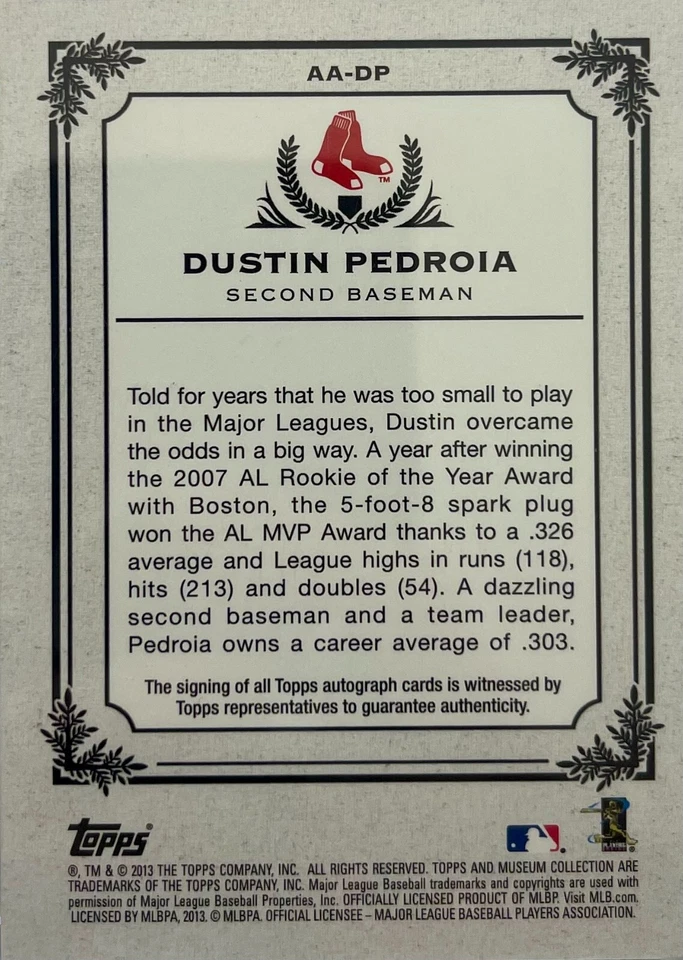 AA-DP
TM
DUSTIN PEDROIA
SECOND BASEMAN
Told for years that he was too small to play
in the Major Leagues, Dustin overcame
the odds in a big way. A year after winning
the 2007 AL Rookie of the Year Award
with Boston, the 5-foot-8 spark plug
won the AL MVP Award thanks to a .326
average and League highs in runs (118),
hits (213) and doubles (54). A dazzling
second baseman and a team leader,
Pedroia owns a career average of .303.
The signing of all Topps autograph cards is witnessed by
Topps representatives to guarantee authenticity.
topps®
®, TM & © 2013 THE TOPPS COMPANY, INC. ALL RIGHTS RESERVED. TOPPS AND MUSEUM COLLECTION ARE
TRADEMARKS OF THE TOPPS COMPANY, INC. Major League Baseball trademarks and copyrights are used with
permission of Major League Baseball Properties, Inc. OFFICIALLY LICENSED PRODUCT OF MLBP. Visit MLB.com.
LICENSED BY MLBPA, 2013. © MLBPA. OFFICIAL LICENSEE – MAJOR LEAGUE BASEBALL PLAYERS ASSOCIATION.